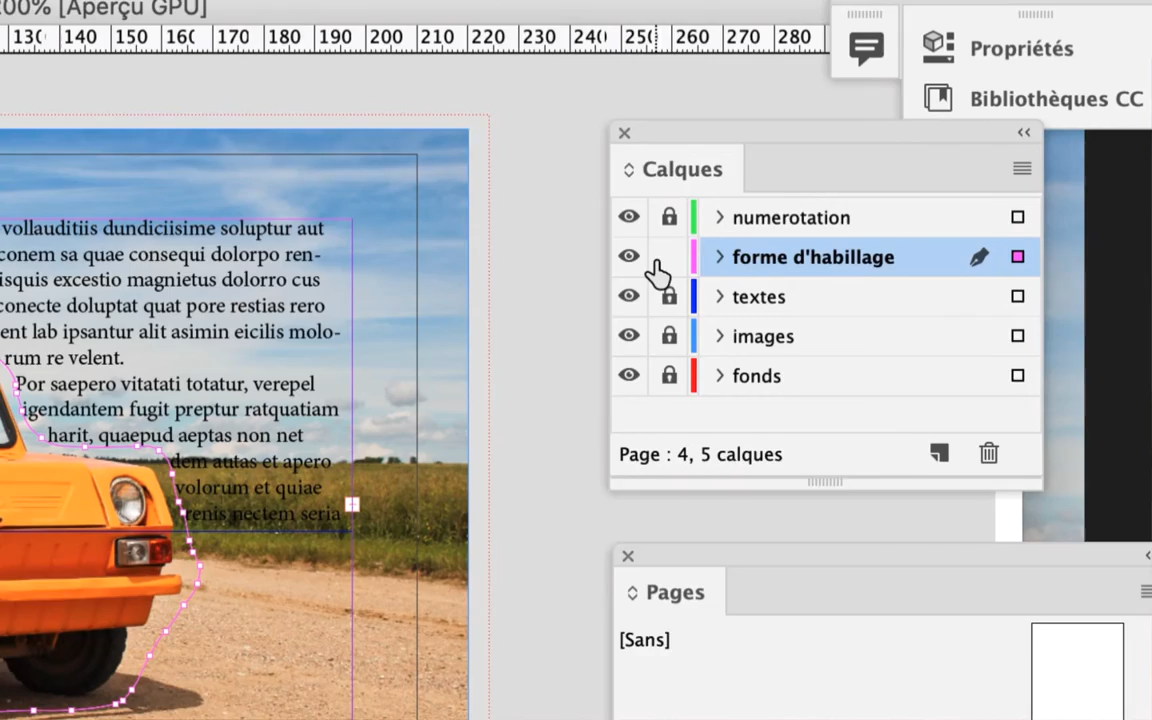 200% [Aperçu GPU]
130 140 150 160 170 180 190 200 210 220 230 240 250 260 270 280
Propriétés
Bibliothèques CC
Calques
numerotation
forme d'habillage
textes
images
fonds
Page : 4, 5 calques
Pages
[Sans]
vollauditiis dundiciisime soluptur aut
conem sa quae consequi dolorpo ren-
isquis excestio magnietus dolorro cus
conecte doluptat quat pore restias rero
ent lab ipsantur alit asimin eicilis molo-
rum re velent.
Por saepero vitatati totatur, verepel
igendantem fugit preptur ratquatiam
harit, quaepud aeptas non net
dem autas et apero
volorum et quiae
renis nectem seria